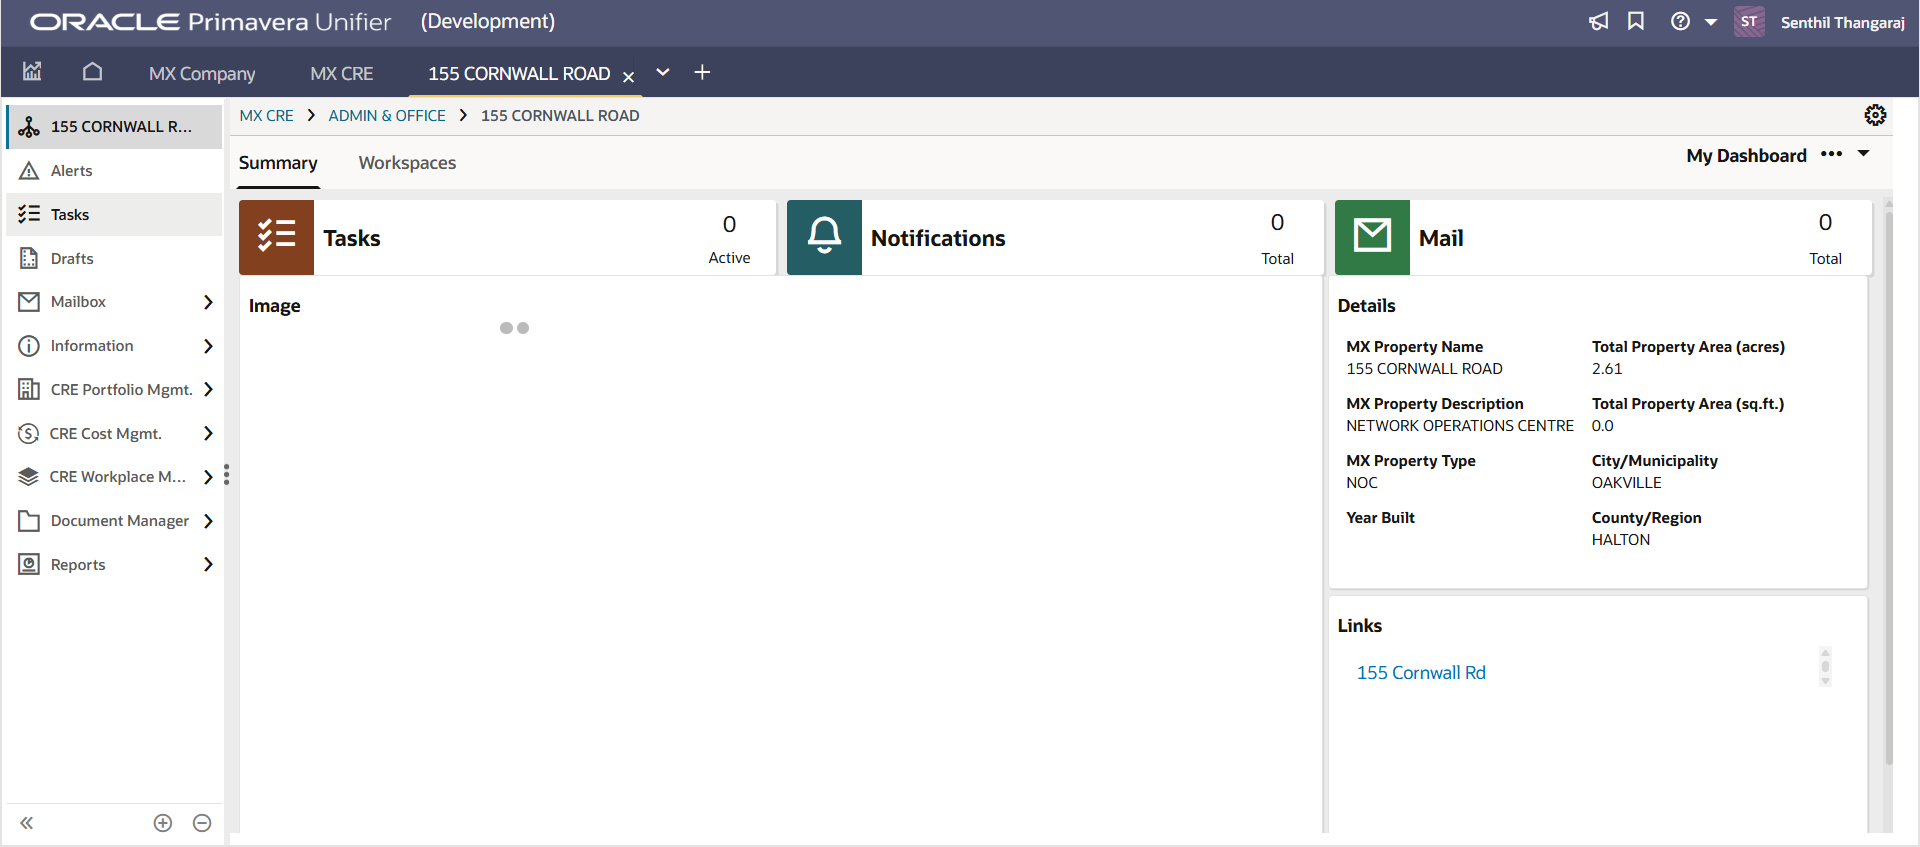 ORACLE Primavera Unifier (Development)
ST Senthil Thangaraj
MX Company MX CRE 155 CORNWALL ROAD
155 CORNWALL R...
Alerts
Tasks
Drafts
Mailbox
Information
CRE Portfolio Mgmt.
CRE Cost Mgmt.
CRE Workplace M...
Document Manager
Reports
MX CRE ADMIN & OFFICE 155 CORNWALL ROAD
Summary Workspaces
My Dashboard
Tasks
0
Active
Notifications
0
Total
Mail
0
Total
Image
Details
MX Property Name
155 CORNWALL ROAD
Total Property Area (acres)
2.61
MX Property Description
NETWORK OPERATIONS CENTRE
Total Property Area (sq.ft.)
0.0
MX Property Type
NOC
City/Municipality
OAKVILLE
Year Built
County/Region
HALTON
Links
155 Cornwall Rd